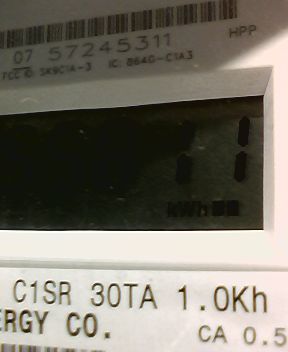 07 57245311
HPP
FCC ID: SK9C1A-3 IC: 864G-C1A3
kWh
C1SR 30TA 1.0Kh
ERGY CO.
CA 0.5